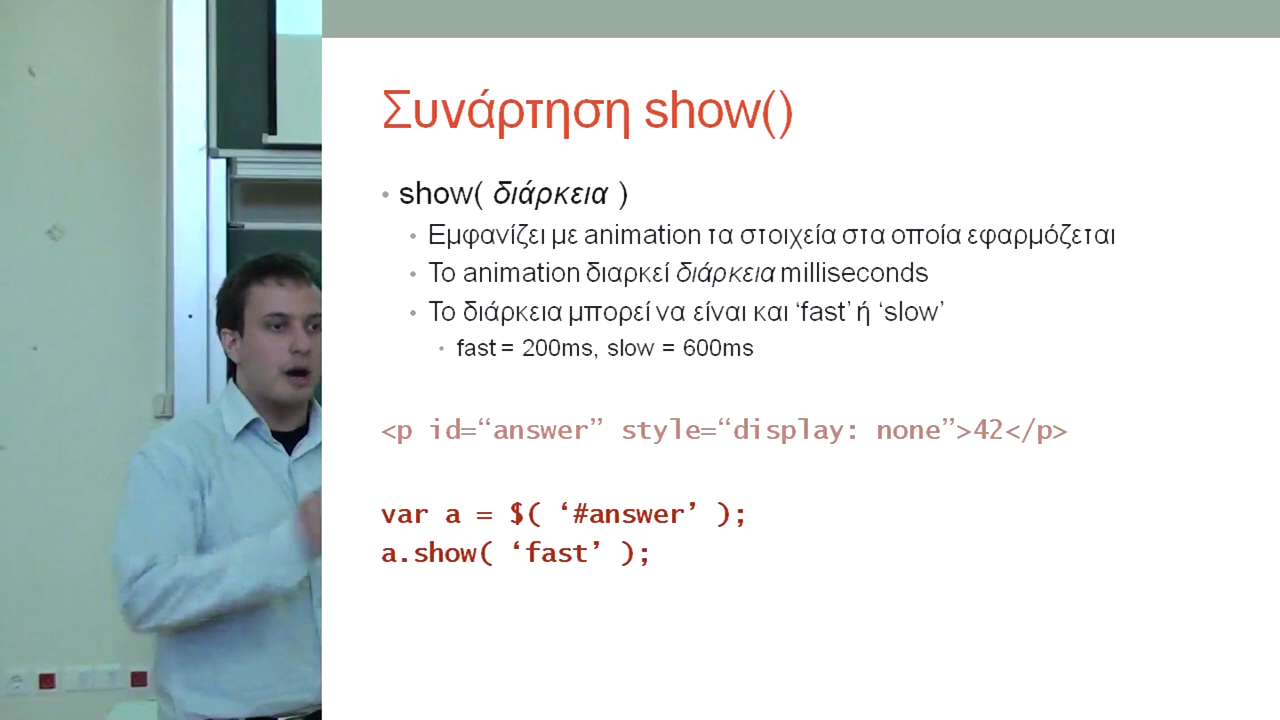 Συνάρτηση show()
• show( διάρκεια )
• Εμφανίζει με animation τα στοιχεία στα οποία εφαρμόζεται
• Το animation διαρκεί διάρκεια milliseconds
• Το διάρκεια μπορεί να είναι και ‘fast’ ή ‘slow’
• fast = 200ms, slow = 600ms
<p id=“answer” style=“display: none”>42</p>
var a = $( ‘#answer’ );
a.show( ‘fast’ );